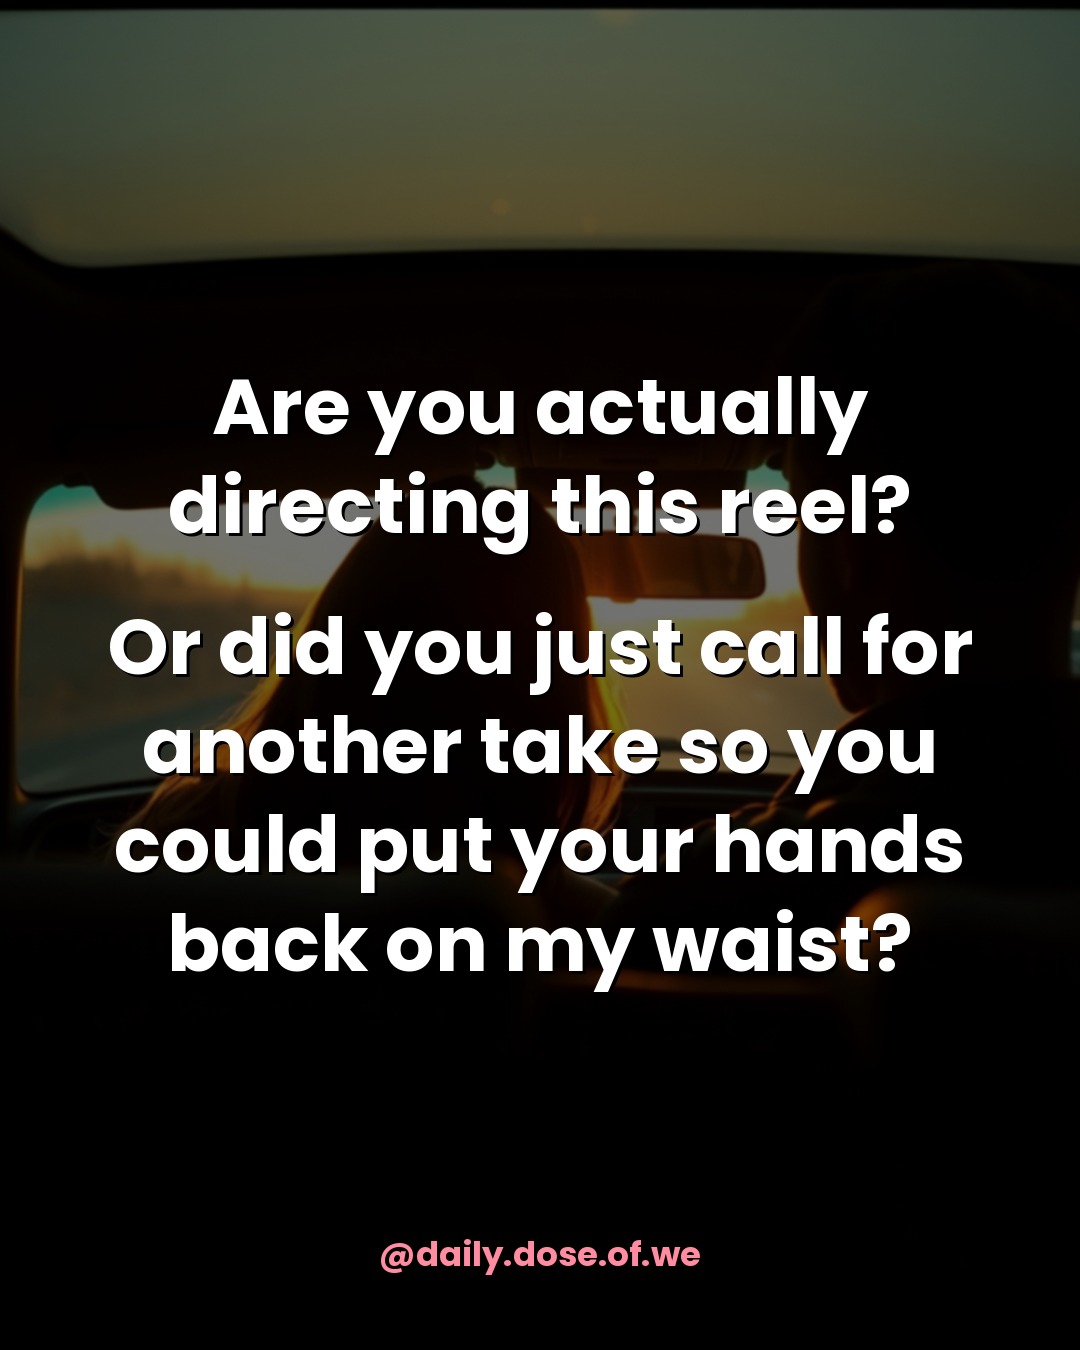 Are you actually
directing this reel?
Or did you just call for
another take so you
could put your hands
back on my waist?
@daily.dose.of.we